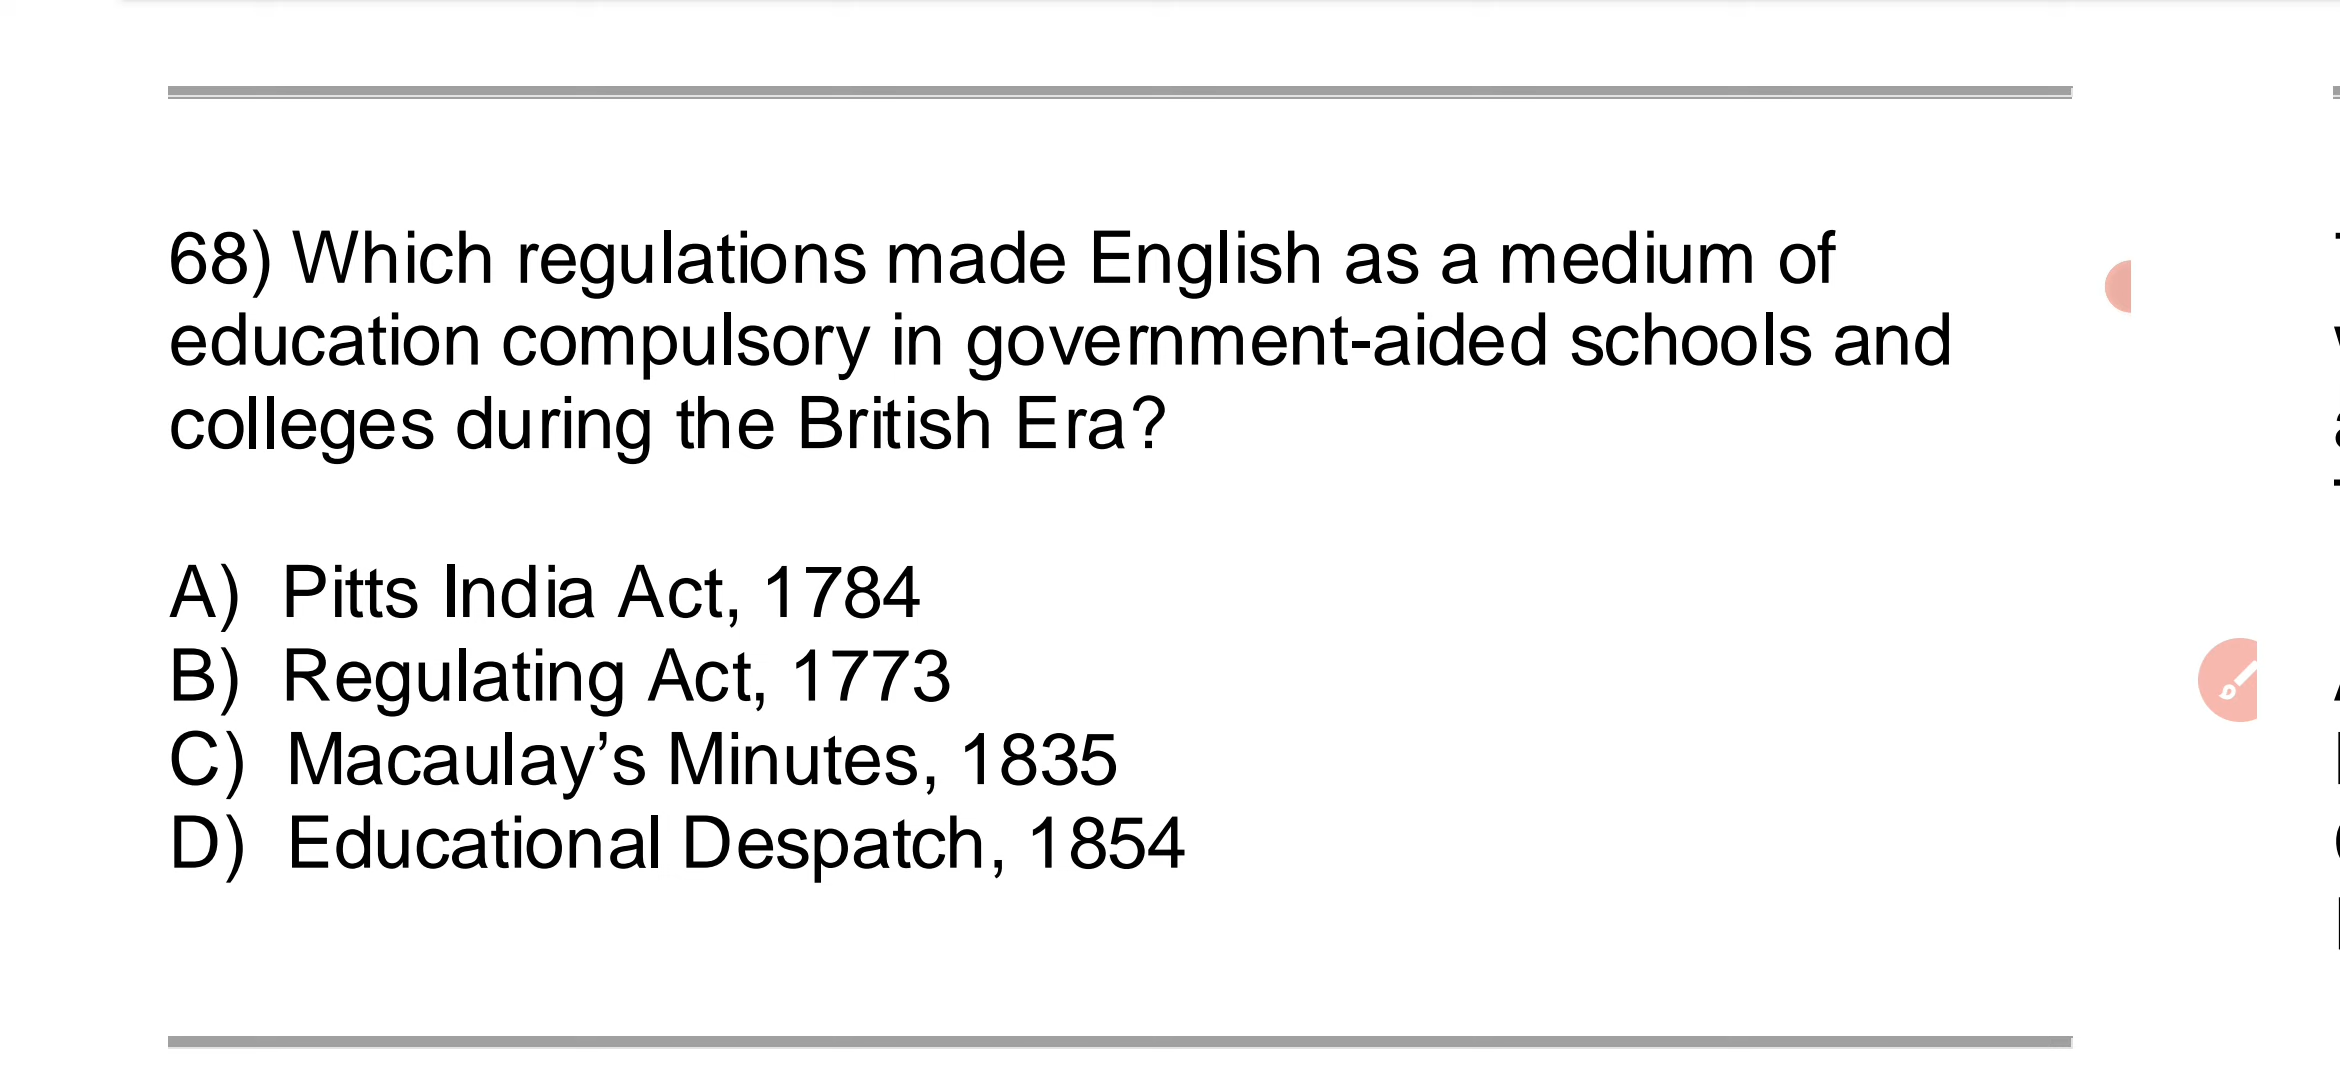 68) Which regulations made English as a medium of
education compulsory in government-aided schools and
colleges during the British Era?
A) Pitts India Act, 1784
B) Regulating Act, 1773
C) Macaulay’s Minutes, 1835
D) Educational Despatch, 1854